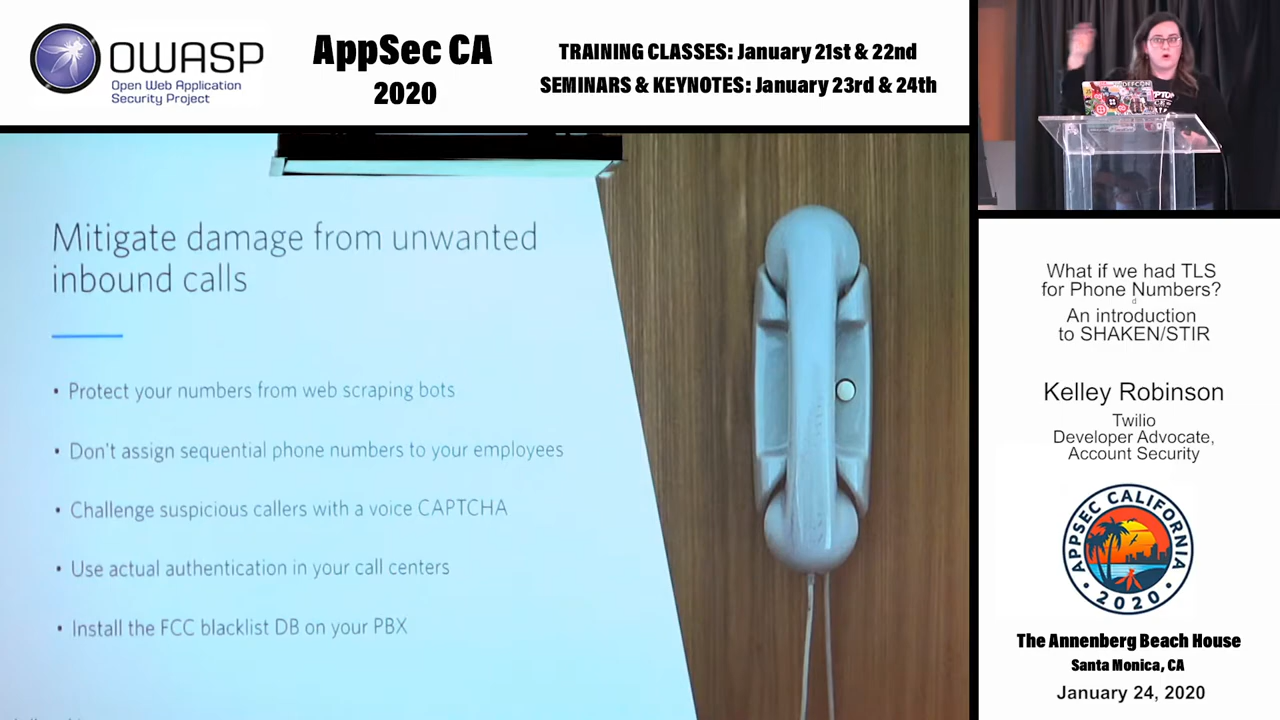 OWASP
Open Web Application
Security Project
AppSec CA
2020
TRAINING CLASSES: January 21st & 22nd
SEMINARS & KEYNOTES: January 23rd & 24th
Mitigate damage from unwanted
inbound calls
• Protect your numbers from web scraping bots
• Don't assign sequential phone numbers to your employees
• Challenge suspicious callers with a voice CAPTCHA
• Use actual authentication in your call centers
• Install the FCC blacklist DB on your PBX
What if we had TLS
for Phone Numbers?
d
An introduction
to SHAKEN/STIR
Kelley Robinson
Twilio
Developer Advocate,
Account Security
APPSEC CALIFORNIA
• 2020 •
The Annenberg Beach House
Santa Monica, CA
January 24, 2020